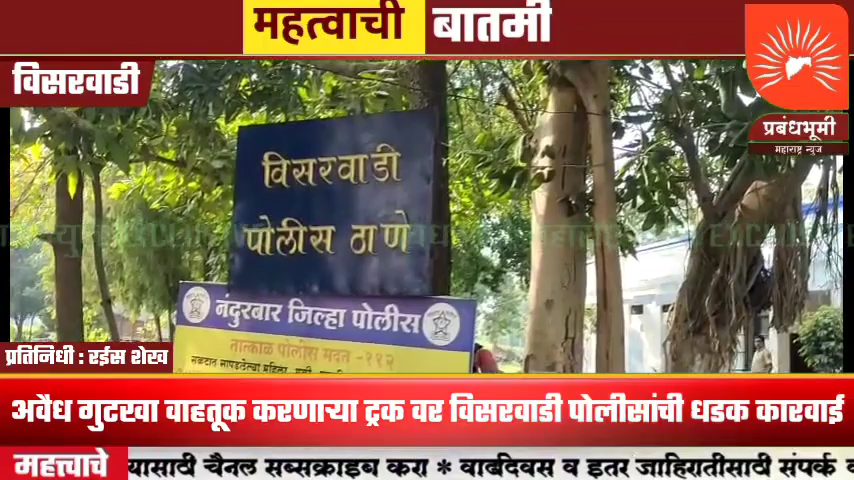 महत्वाची बातमी
विसरवाडी
प्रबंधभूमी
महाराष्ट्र न्युज
विसरवाडी
पोलीस ठाणे
नंदुरबार जिल्हा पोलीस
तात्काळ पोलीस मदत -११२
प्रतिनिधी : रईस शेख
अवैध गुटखा वाहतूक करणाऱ्या ट्रक वर विसरवाडी पोलीसांची धडक कारवाई
महत्त्वाचे
यासाठी चैनल सब्सक्राइब करा * वाढदिवस व इतर जाहिरातीसाठी संपर्क